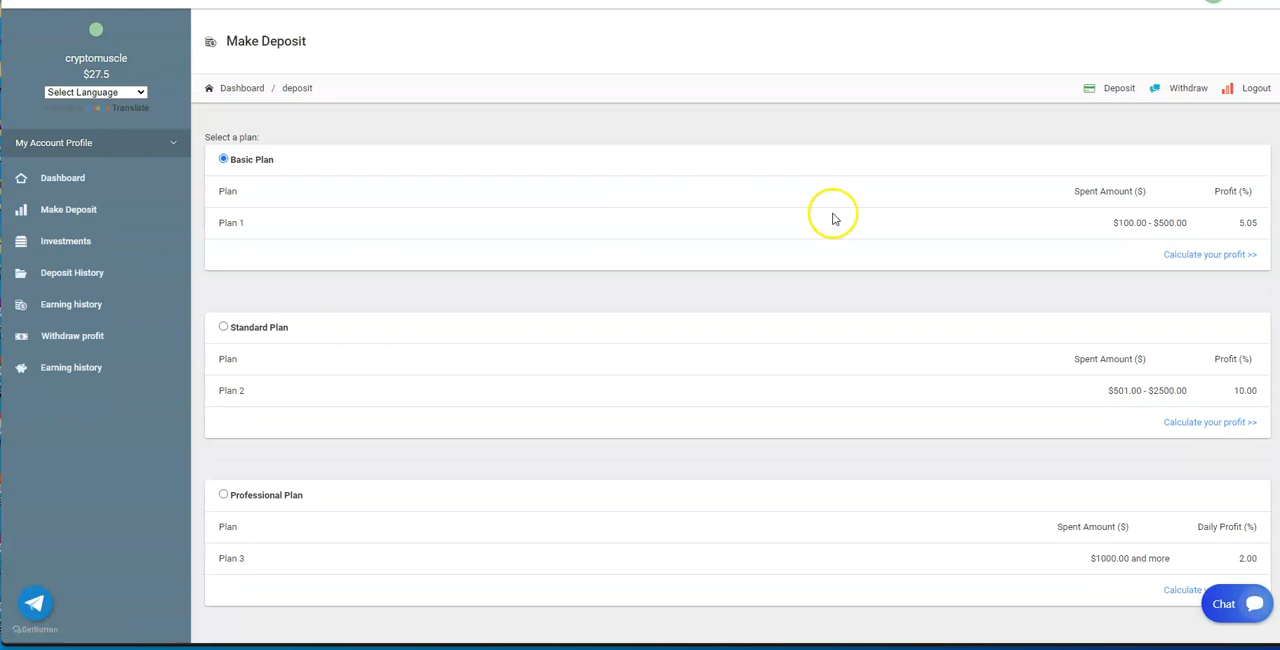 cryptomuscle
$27.5
Select Language
Translate
My Account Profile
Dashboard
Make Deposit
Investments
Deposit History
Earning history
Withdraw profit
Earning history
GetButton
Make Deposit
Dashboard / deposit
Deposit Withdraw Logout
Select a plan:
Basic Plan
Plan Spent Amount ($) Profit (%)
Plan 1 $100.00 - $500.00 5.05
Calculate your profit >>
Standard Plan
Plan Spent Amount ($) Profit (%)
Plan 2 $501.00 - $2500.00 10.00
Calculate your profit >>
Professional Plan
Plan Spent Amount ($) Daily Profit (%)
Plan 3 $1000.00 and more 2.00
Calculate
Chat